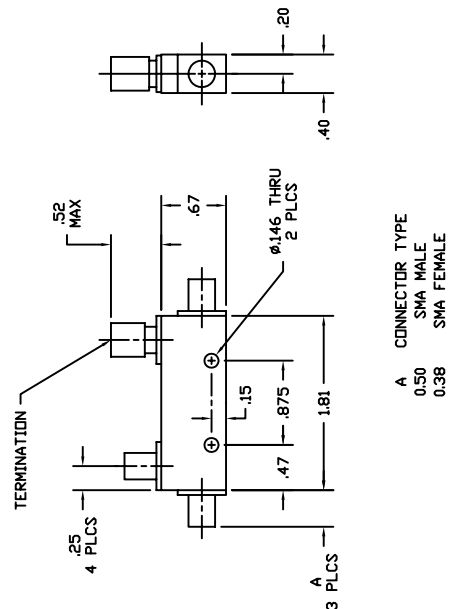 .20
.40
.52
MAX
.67
Ø.146 THRU
2 PLCS
TERMINATION
.25
4 PLCS
.15
.875
1.81
.47
A
3 PLCS
A CONNECTOR TYPE
0.50 SMA MALE
0.38 SMA FEMALE